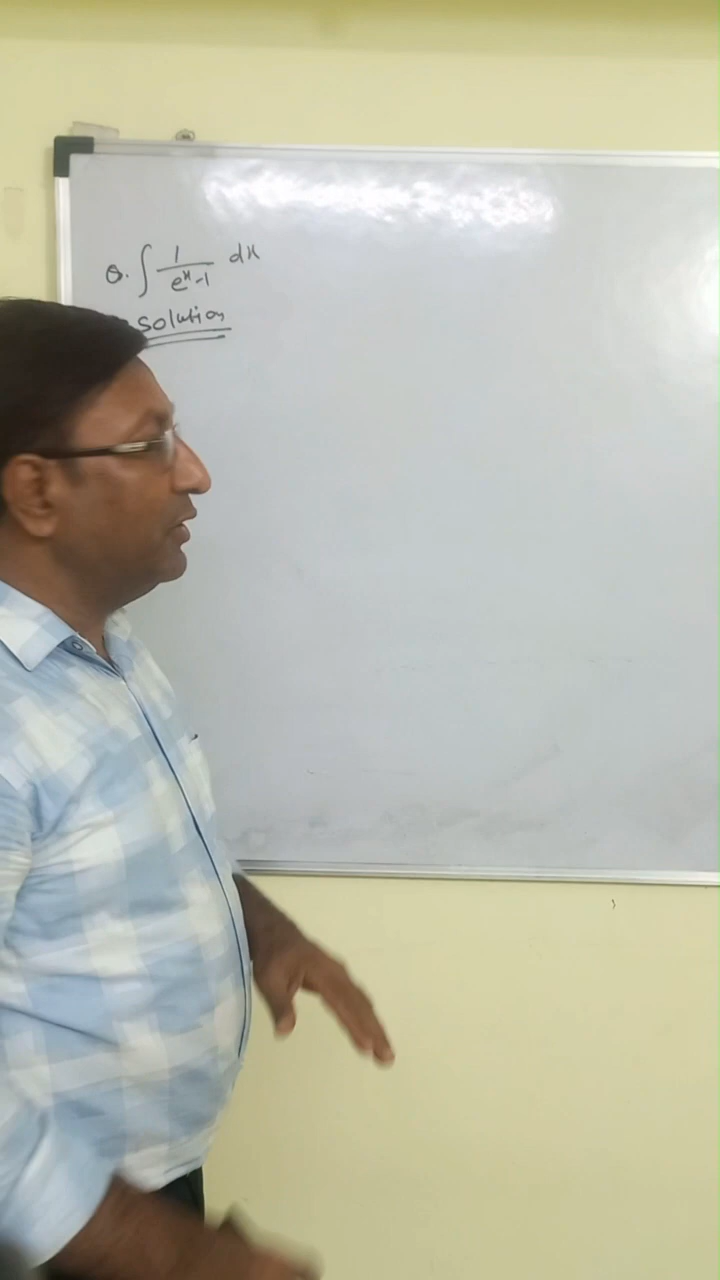 Q. ∫ 1/(e^x-1) dx
Solution